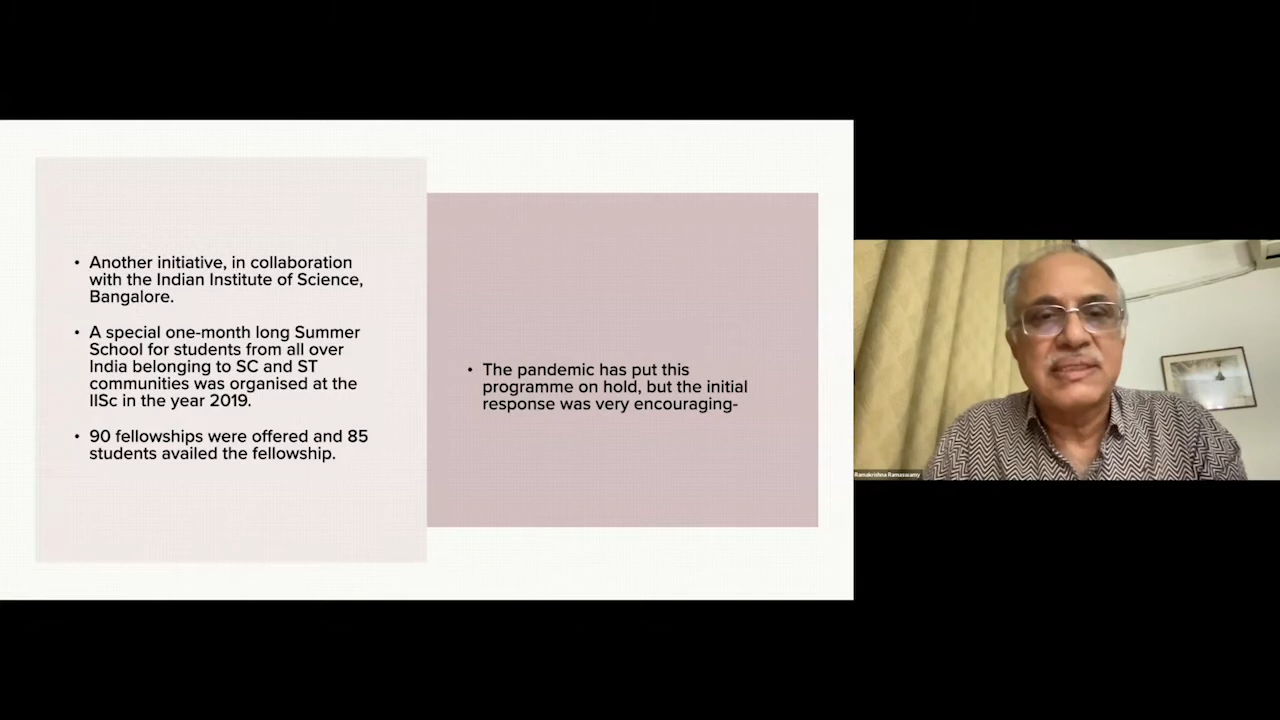 • Another initiative, in collaboration
with the Indian Institute of Science,
Bangalore.
• A special one-month long Summer
School for students from all over
India belonging to SC and ST
communities was organised at the
IISc in the year 2019.
• 90 fellowships were offered and 85
students availed the fellowship.
• The pandemic has put this
programme on hold, but the initial
response was very encouraging-
Ramakrishna Ramaswamy